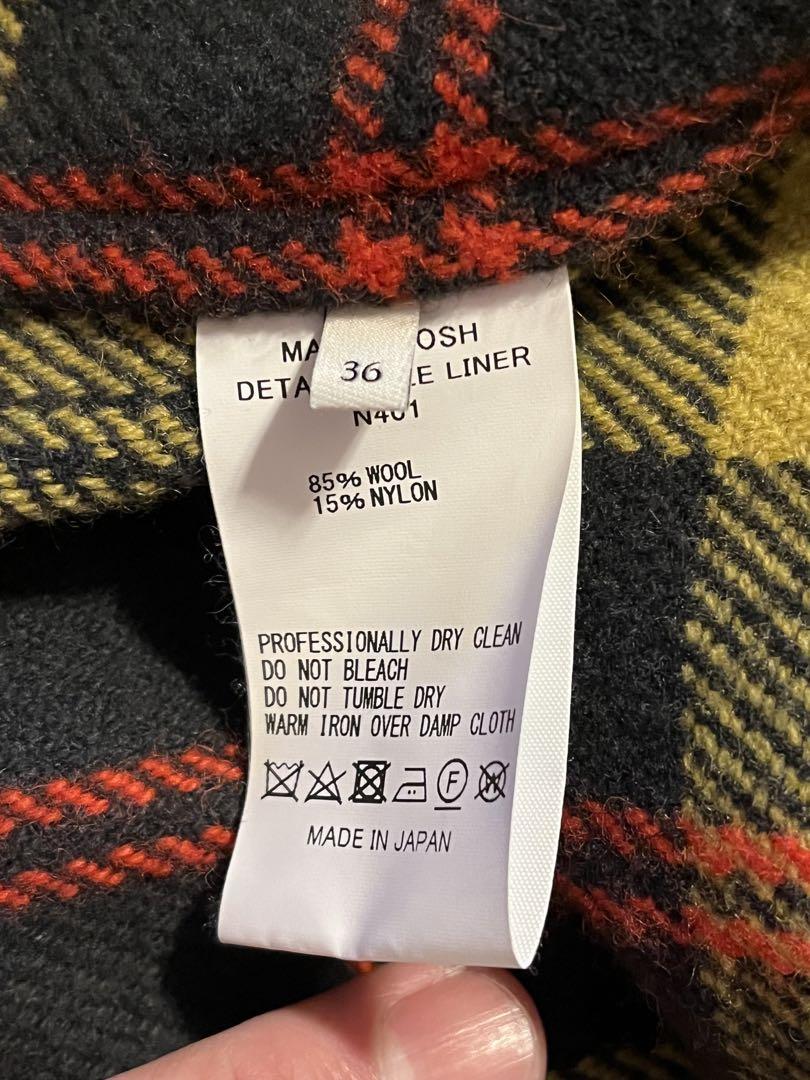 36
LINER
N401
85% WOOL
15% NYLON
PROFESSIONALLY DRY CLEAN
DO NOT BLEACH
DO NOT TUMBLE DRY
WARM IRON OVER DAMP CLOTH
F W
MADE IN JAPAN